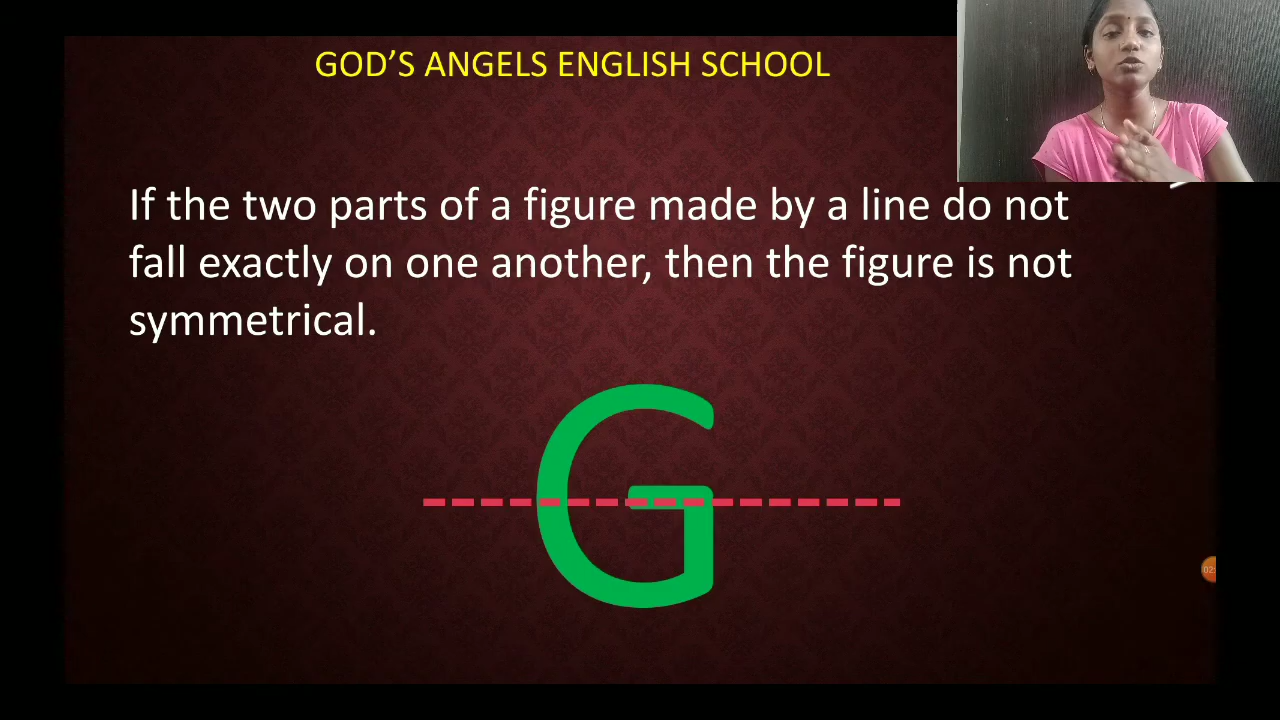 GOD’S ANGELS ENGLISH SCHOOL
If the two parts of a figure made by a line do not
fall exactly on one another, then the figure is not
symmetrical.
G